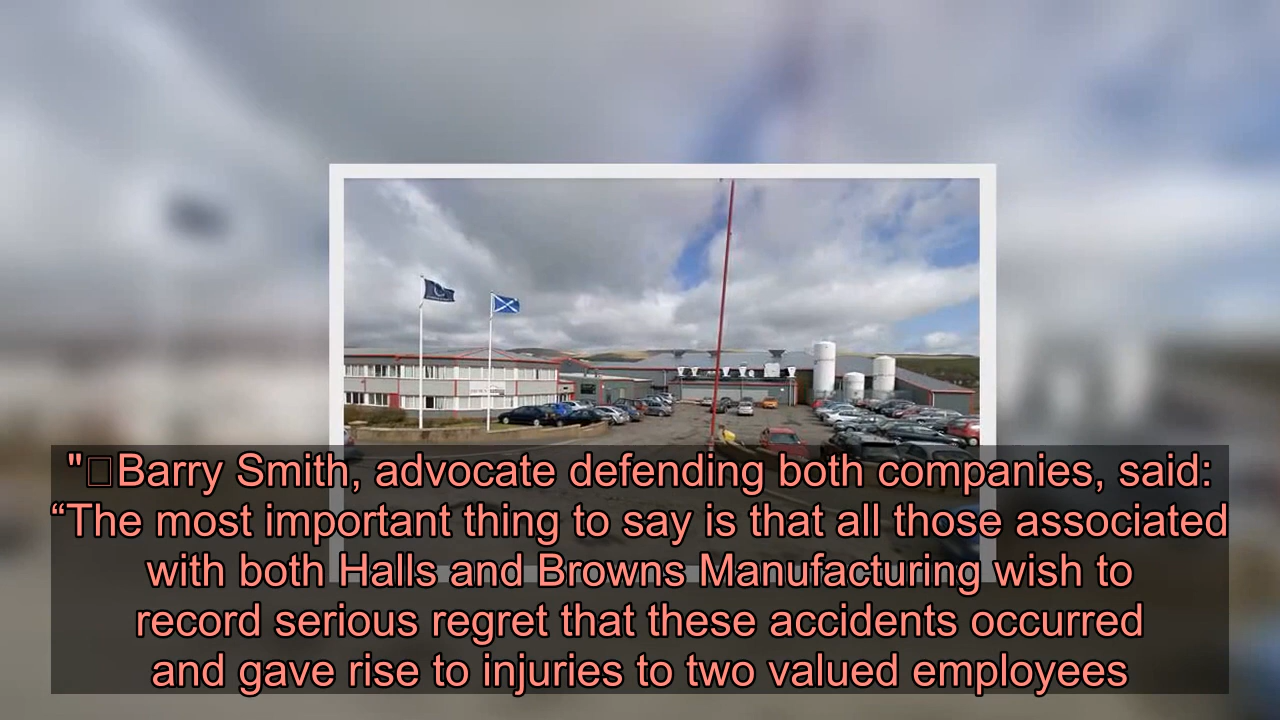 "□Barry Smith, advocate defending both companies, said:
“The most important thing to say is that all those associated
with both Halls and Browns Manufacturing wish to
record serious regret that these accidents occurred
and gave rise to injuries to two valued employees